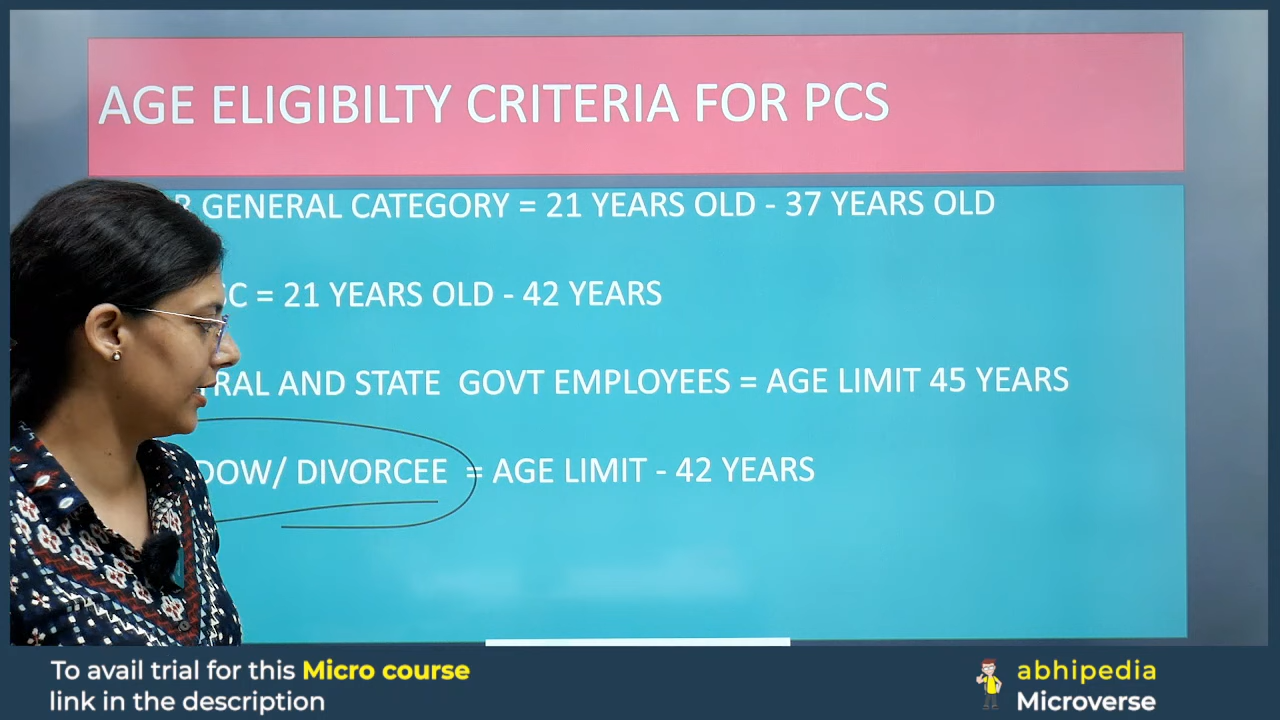 AGE ELIGIBILTY CRITERIA FOR PCS
GENERAL CATEGORY = 21 YEARS OLD - 37 YEARS OLD
SC = 21 YEARS OLD - 42 YEARS
AND STATE GOVT EMPLOYEES = AGE LIMIT 45 YEARS
DIVORCEE = AGE LIMIT - 42 YEARS
To avail trial for this Micro course
link in the description
abhipedia
Microverse